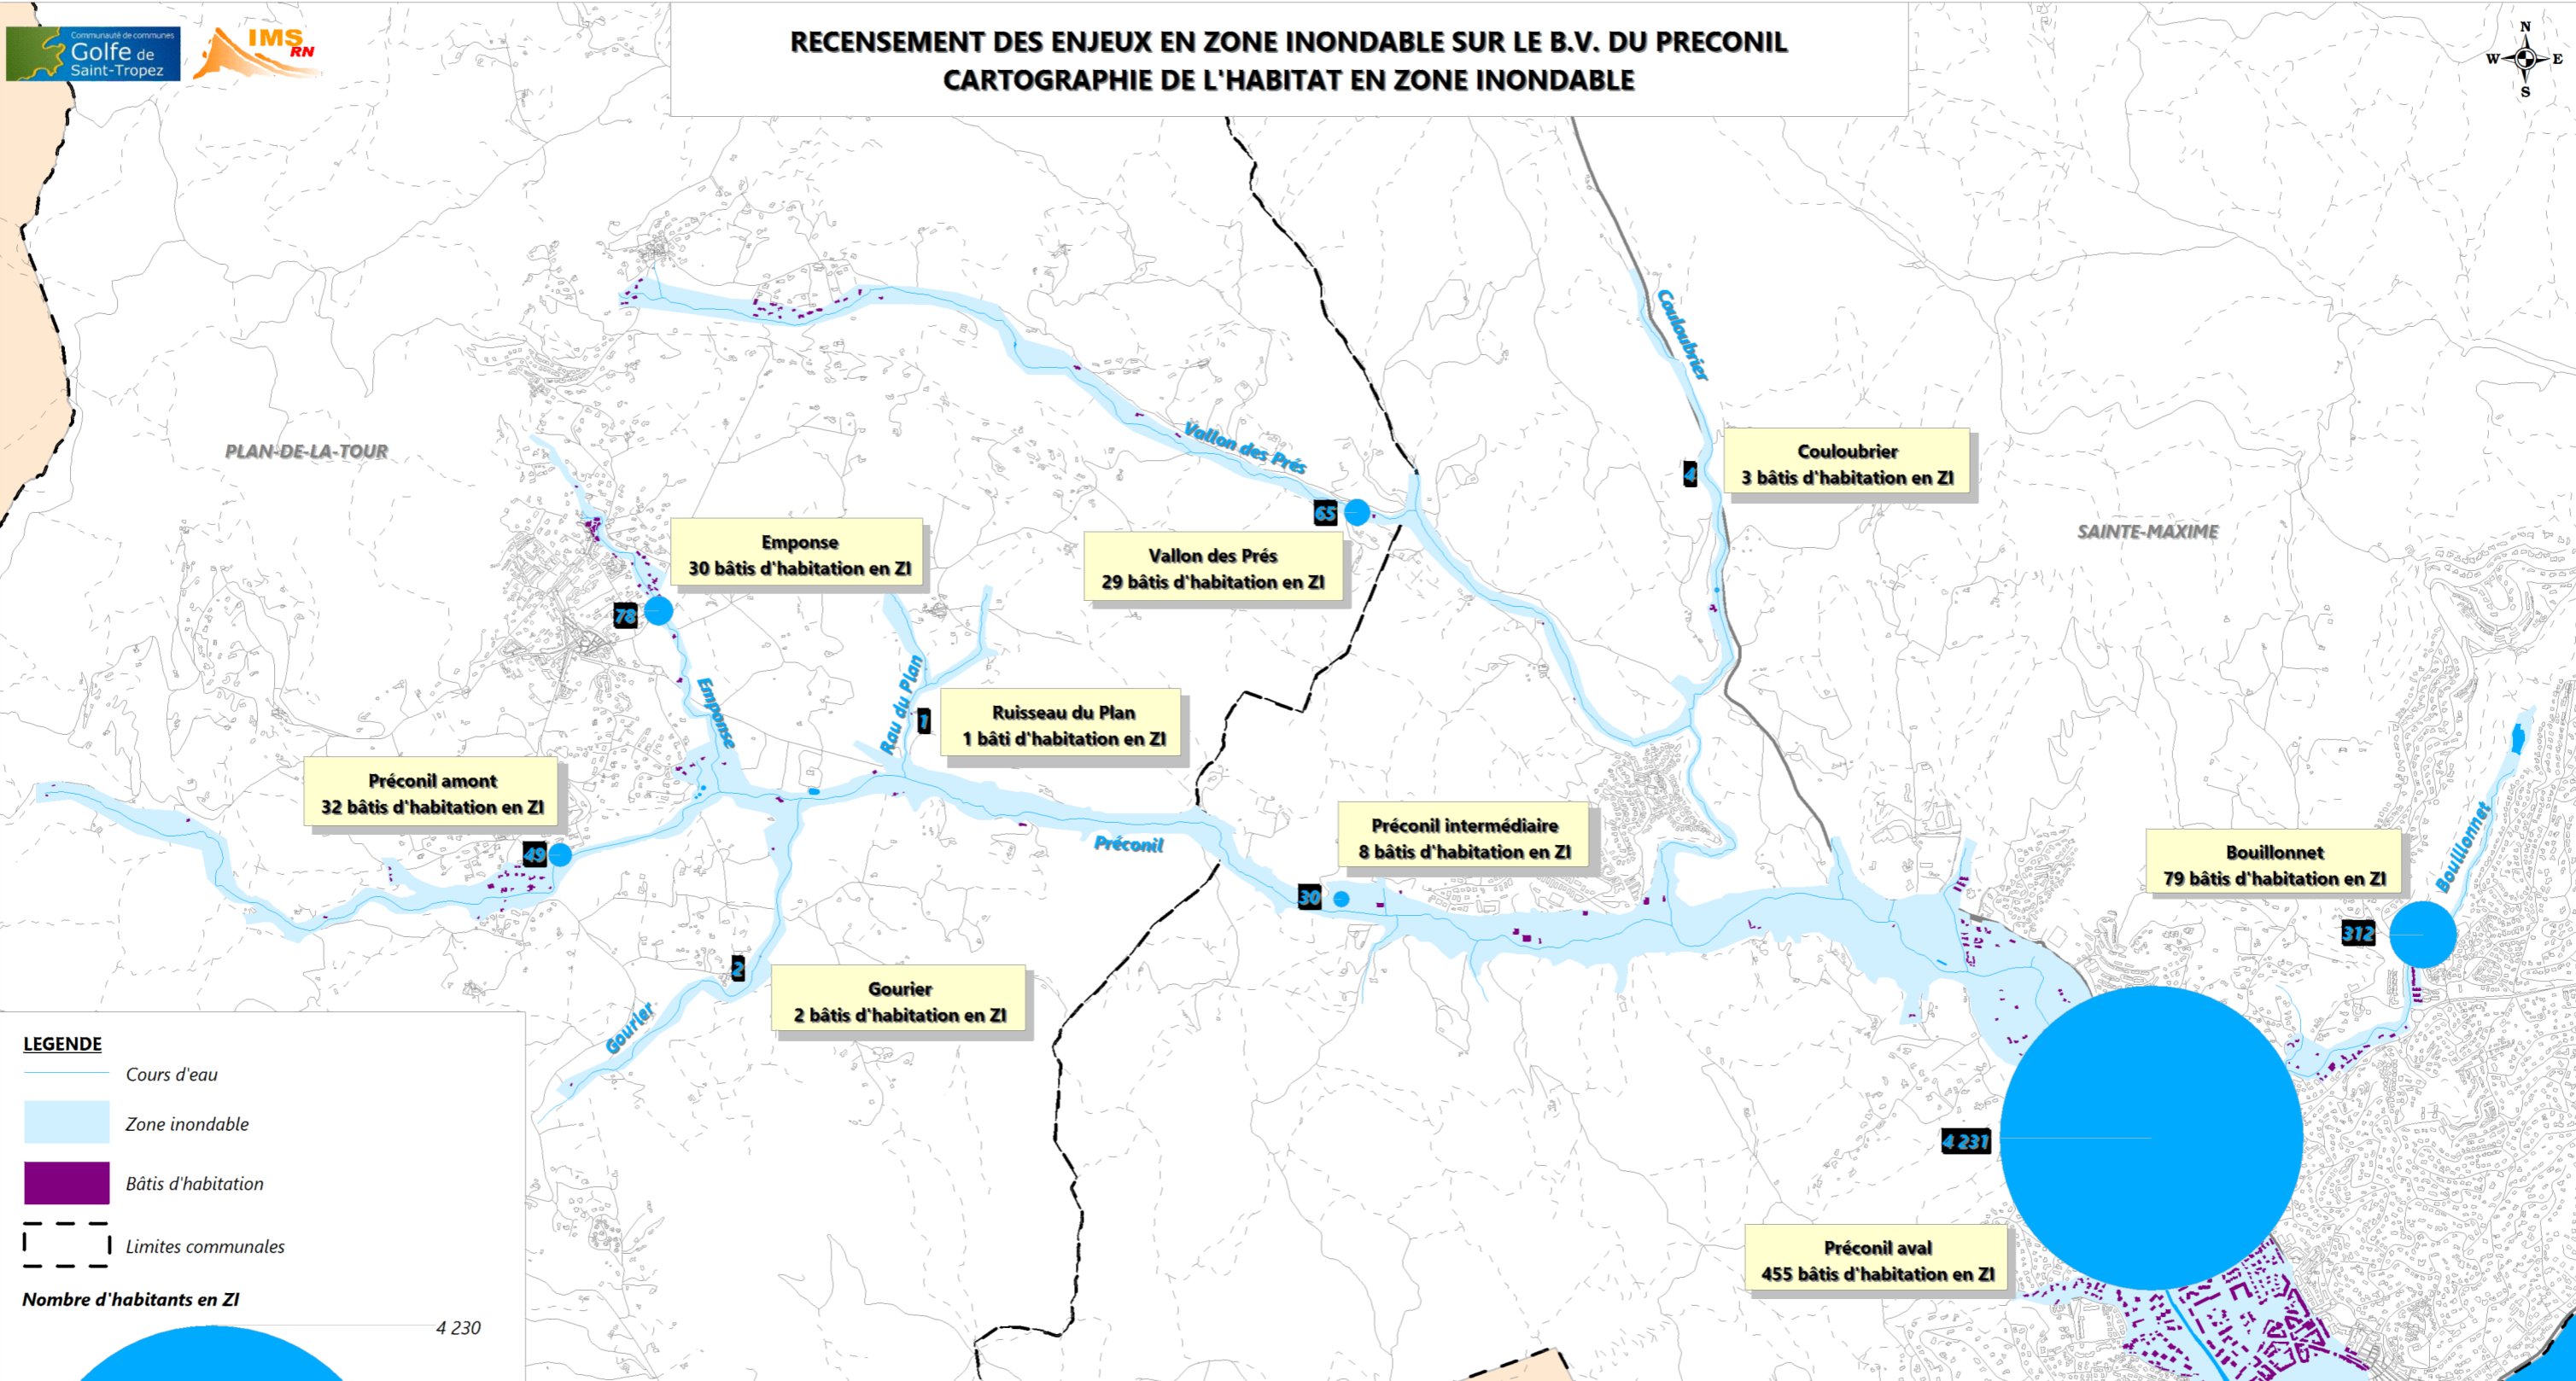 Communauté de communes
Golfe de
Saint-Tropez
IMS
RN
RECENSEMENT DES ENJEUX EN ZONE INONDABLE SUR LE B.V. DU PRECONIL
CARTOGRAPHIE DE L'HABITAT EN ZONE INONDABLE
N
W E
S
Couloubrier
Vallon des Prés
PLAN-DE-LA-TOUR
Couloubrier
3 bâtis d'habitation en ZI
4
65
SAINTE-MAXIME
Emponse
30 bâtis d'habitation en ZI
Vallon des Prés
29 bâtis d'habitation en ZI
78
Emponse
Rau du Plan
1
Ruisseau du Plan
1 bâti d'habitation en ZI
Préconil amont
32 bâtis d'habitation en ZI
49
Préconil
Préconil intermédiaire
8 bâtis d'habitation en ZI
30
Bouillonnet
Bouillonnet
79 bâtis d'habitation en ZI
312
2
Gourier
2 bâtis d'habitation en ZI
Gourier
4 231
Préconil aval
455 bâtis d'habitation en ZI
LEGENDE
Cours d'eau
Zone inondable
Bâtis d'habitation
Limites communales
Nombre d'habitants en ZI
4 230